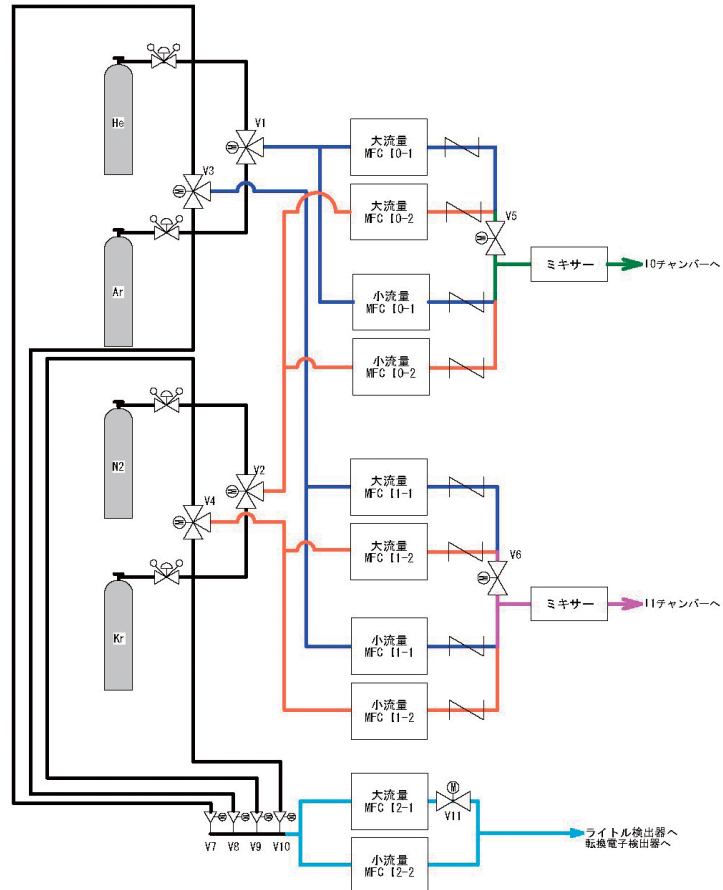 He
V1
大流量
MFC I0-1
V3
大流量
MFC I0-2
V5
Ar
ミキサー
I0チャンバーへ
小流量
MFC I0-1
小流量
MFC I0-2
N2
V2
大流量
MFC I1-1
V4
大流量
MFC I1-2
V6
Kr
ミキサー
I1チャンバーへ
小流量
MFC I1-1
小流量
MFC I1-2
大流量
MFC I2-1
M
V11
V7 V8 V9 V10
ライトル検出器へ
転換電子検出器へ
小流量
MFC I2-2